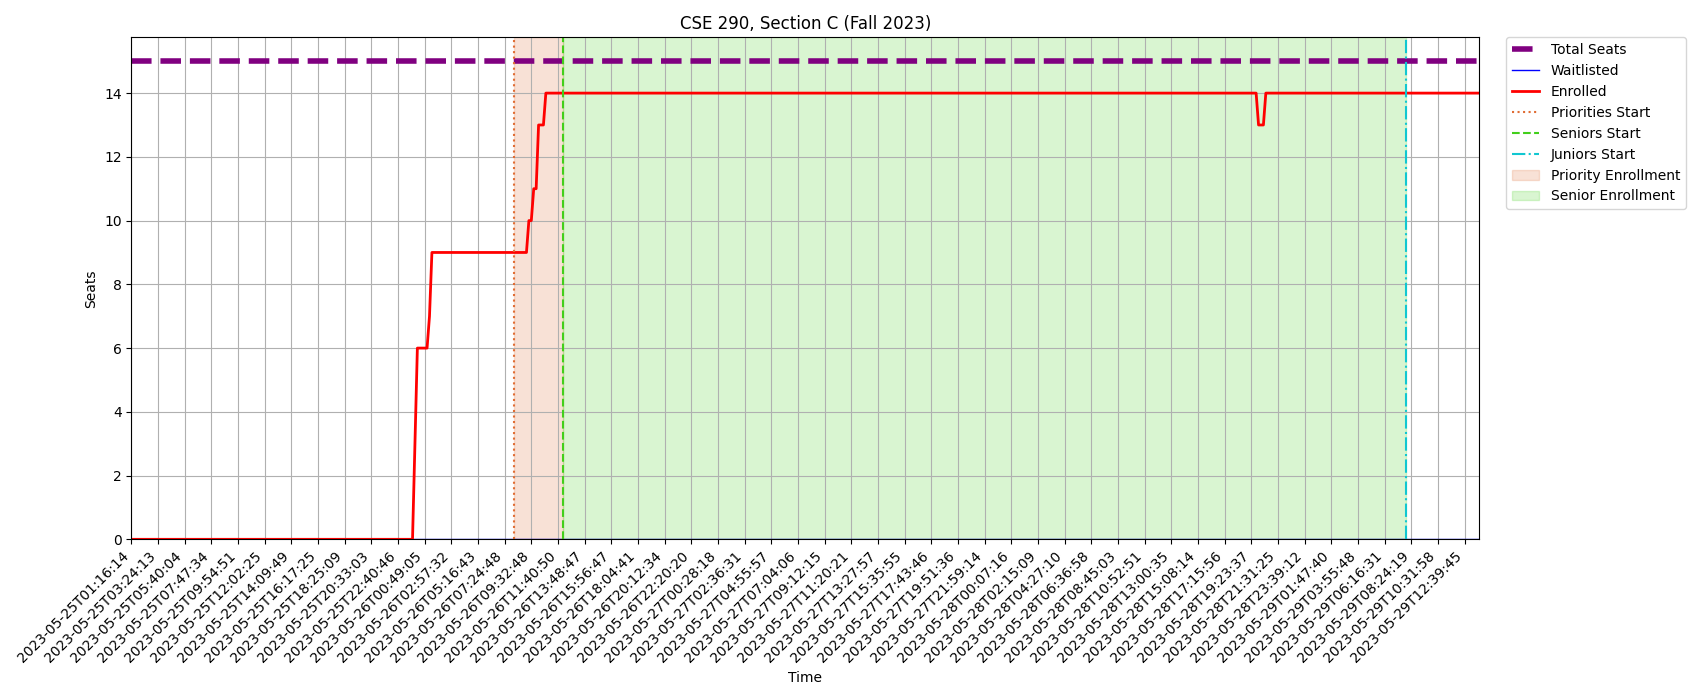 CSE 290, Section C (Fall 2023)
Total Seats
Waitlisted
Enrolled
Priorities Start
Seniors Start
Juniors Start
Priority Enrollment
Senior Enrollment
Seats
14
12
10
8
6
4
2
0
2023-05-25T01:16:14
2023-05-25T03:24:13
2023-05-25T05:40:04
2023-05-25T07:47:34
2023-05-25T09:54:51
2023-05-25T12:02:25
2023-05-25T14:09:49
2023-05-25T16:17:25
2023-05-25T18:25:09
2023-05-25T20:33:03
2023-05-25T22:40:46
2023-05-26T00:49:05
2023-05-26T02:57:32
2023-05-26T05:16:43
2023-05-26T07:24:48
2023-05-26T09:32:48
2023-05-26T11:40:50
2023-05-26T13:48:47
2023-05-26T15:56:47
2023-05-26T18:04:41
2023-05-26T20:12:34
2023-05-26T22:20:20
2023-05-27T00:28:18
2023-05-27T02:36:31
2023-05-27T04:55:57
2023-05-27T07:04:06
2023-05-27T09:12:15
2023-05-27T11:20:21
2023-05-27T13:27:57
2023-05-27T15:35:55
2023-05-27T17:43:46
2023-05-27T19:51:36
2023-05-27T21:59:14
2023-05-28T00:07:16
2023-05-28T02:15:09
2023-05-28T04:27:10
2023-05-28T06:36:58
2023-05-28T08:45:03
2023-05-28T10:52:51
2023-05-28T13:00:35
2023-05-28T15:08:14
2023-05-28T17:15:56
2023-05-28T19:23:37
2023-05-28T21:31:25
2023-05-28T23:39:12
2023-05-29T01:47:40
2023-05-29T03:55:48
2023-05-29T06:16:31
2023-05-29T08:24:19
2023-05-29T10:31:58
2023-05-29T12:39:45
Time